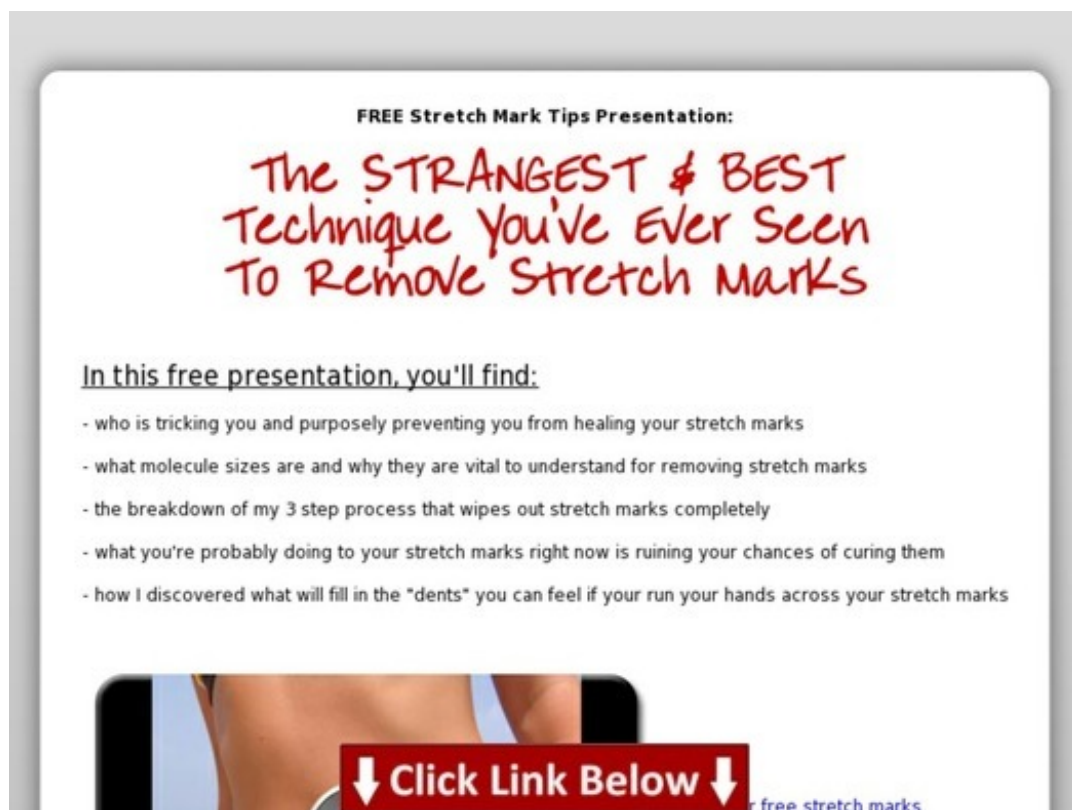 FREE Stretch Mark Tips Presentation:
The STRANGEST & BEST
Technique You've Ever Seen
To Remove Stretch Marks
In this free presentation, you'll find:
- who is tricking you and purposely preventing you from healing your stretch marks
- what molecule sizes are and why they are vital to understand for removing stretch marks
- the breakdown of my 3 step process that wipes out stretch marks completely
- what you're probably doing to your stretch marks right now is ruining your chances of curing them
- how I discovered what will fill in the "dents" you can feel if your run your hands across your stretch marks
Click Link Below
free stretch marks